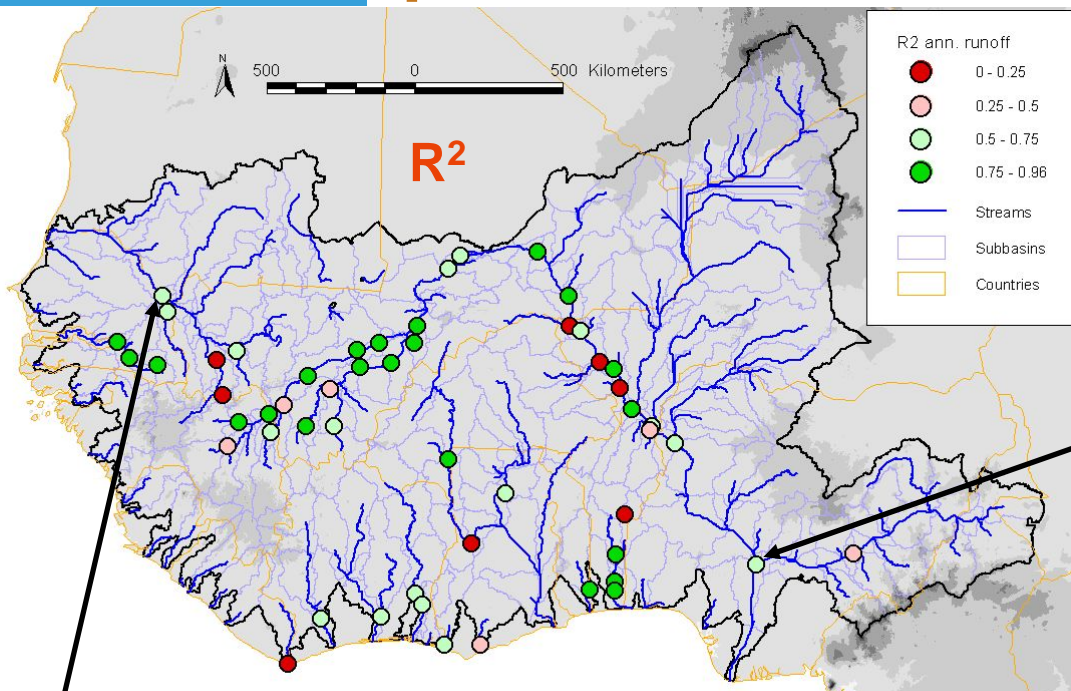 N
500 0 500 Kilometers
R²
R2 ann. runoff
0 - 0.25
0.25 - 0.5
0.5 - 0.75
0.75 - 0.96
Streams
Subbasins
Countries